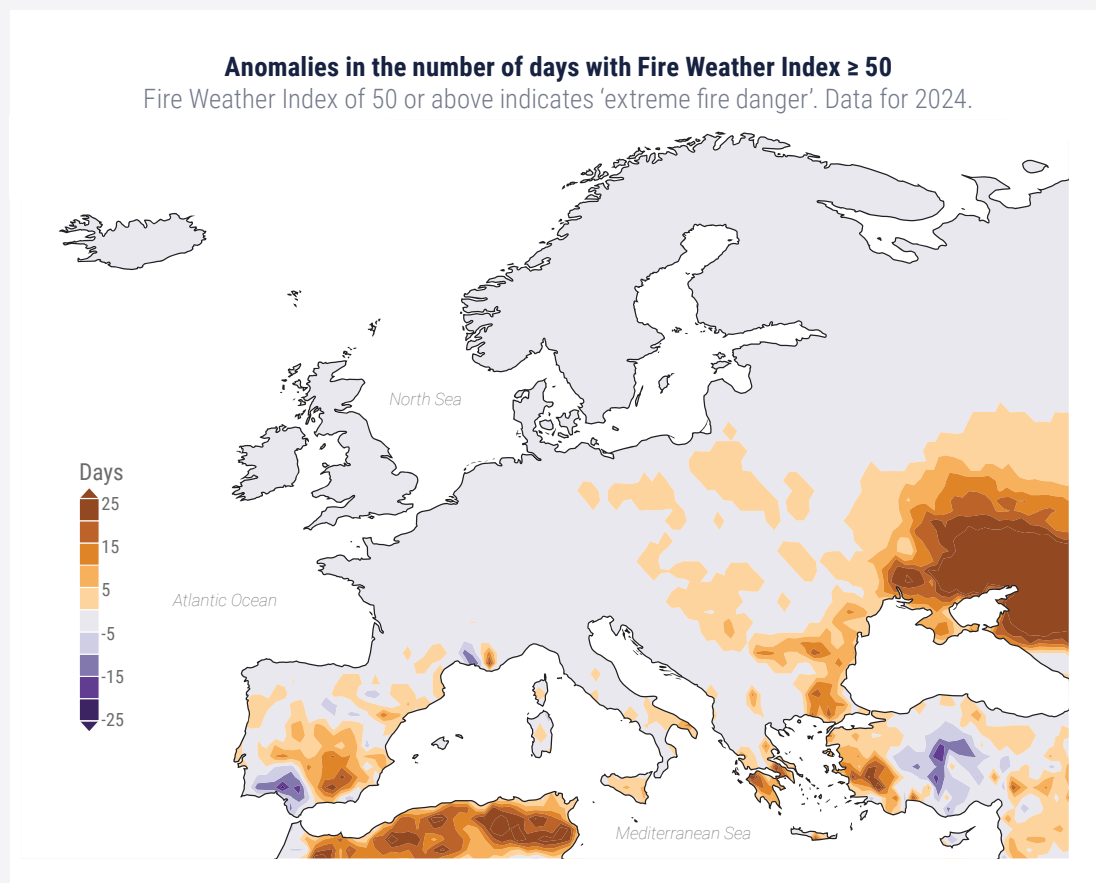 Anomalies in the number of days with Fire Weather Index ≥ 50
Fire Weather Index of 50 or above indicates ‘extreme fire danger’. Data for 2024.
North Sea
Days
25
15
5
-5
-15
-25
Atlantic Ocean
Mediterranean Sea